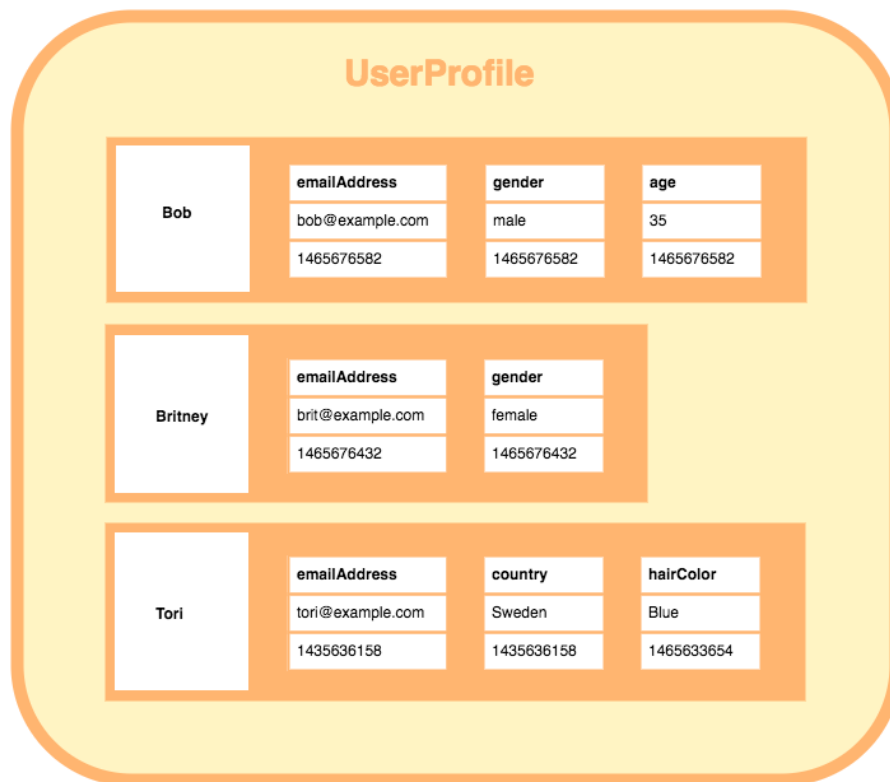 UserProfile
Bob
emailAddress gender age
bob@example.com male 35
1465676582 1465676582 1465676582
Britney
emailAddress gender
brit@example.com female
1465676432 1465676432
Tori
emailAddress country hairColor
tori@example.com Sweden Blue
1435636158 1435636158 1465633654